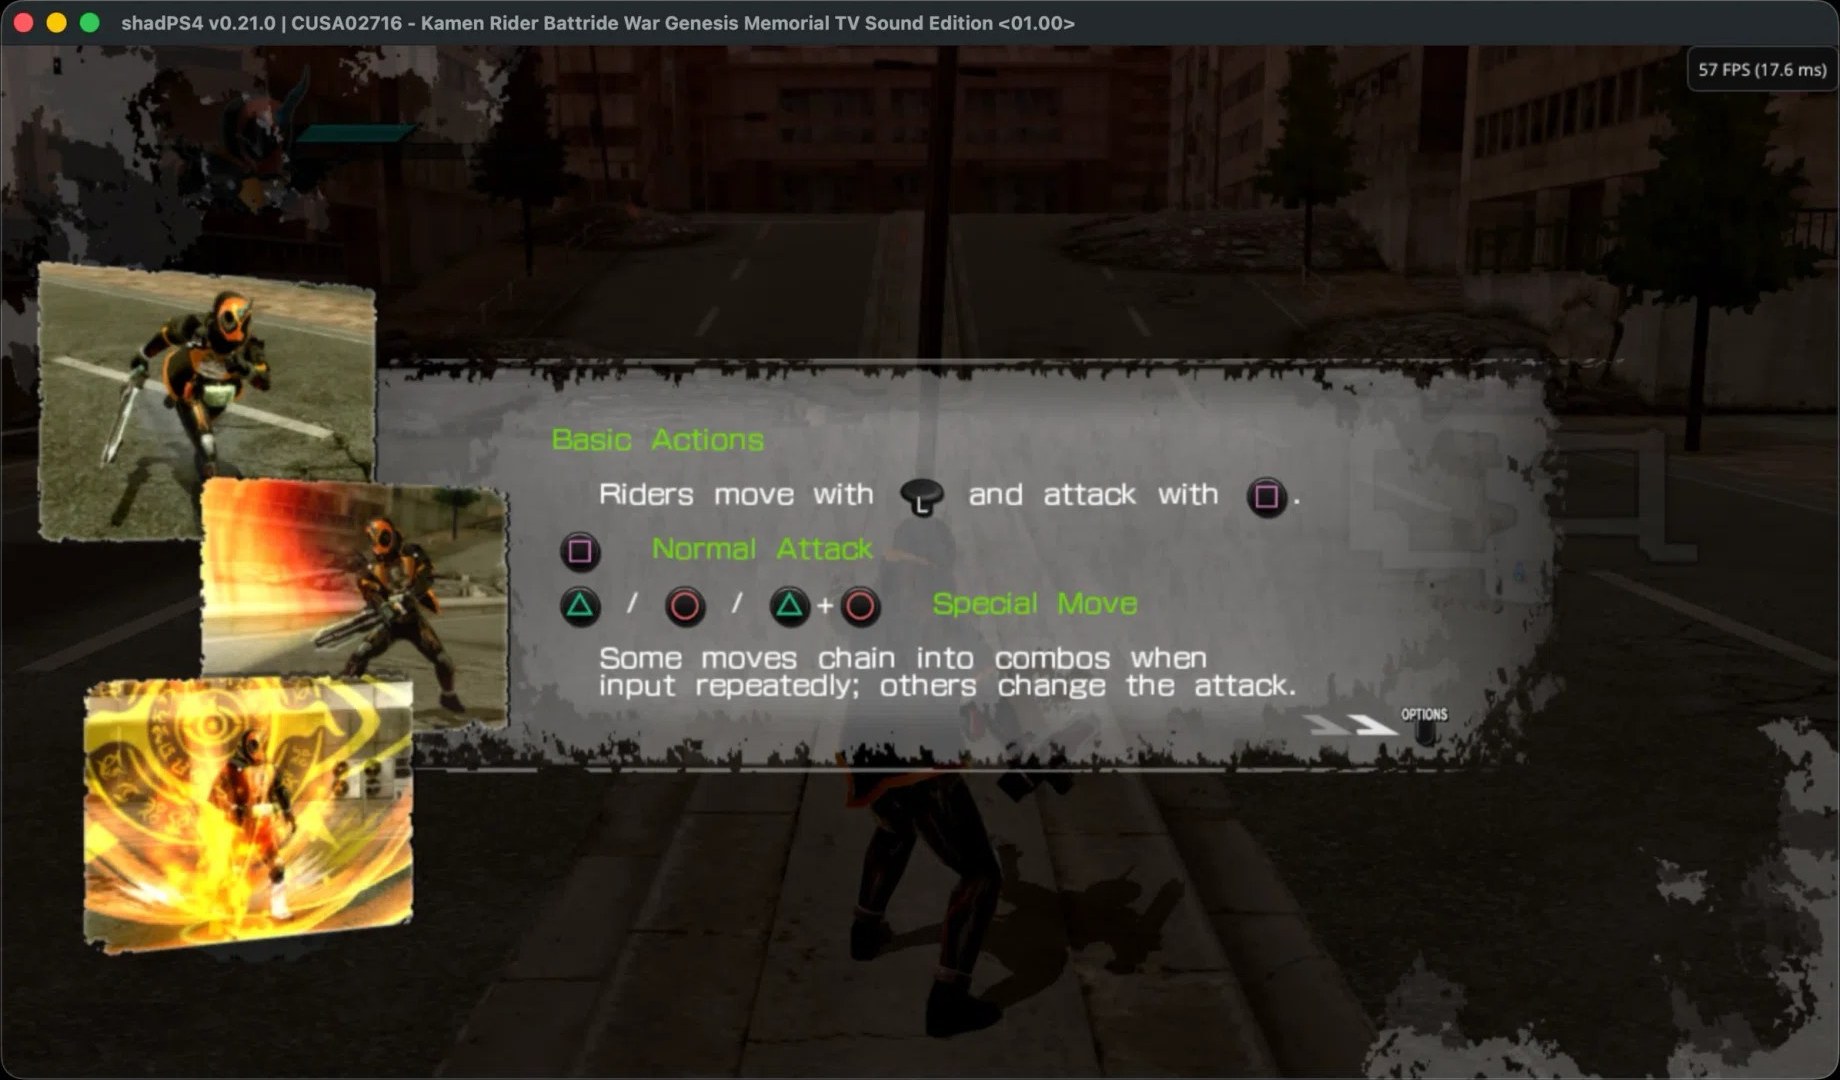 shadPS4 v0.21.0 | CUSA02716 - Kamen Rider Battride War Genesis Memorial TV Sound Edition <01.00>
57 FPS (17.6 ms)
Basic Actions
Riders move with L and attack with .
Normal Attack
/ / + Special Move
Some moves chain into combos when
input repeatedly; others change the attack.
OPTIONS